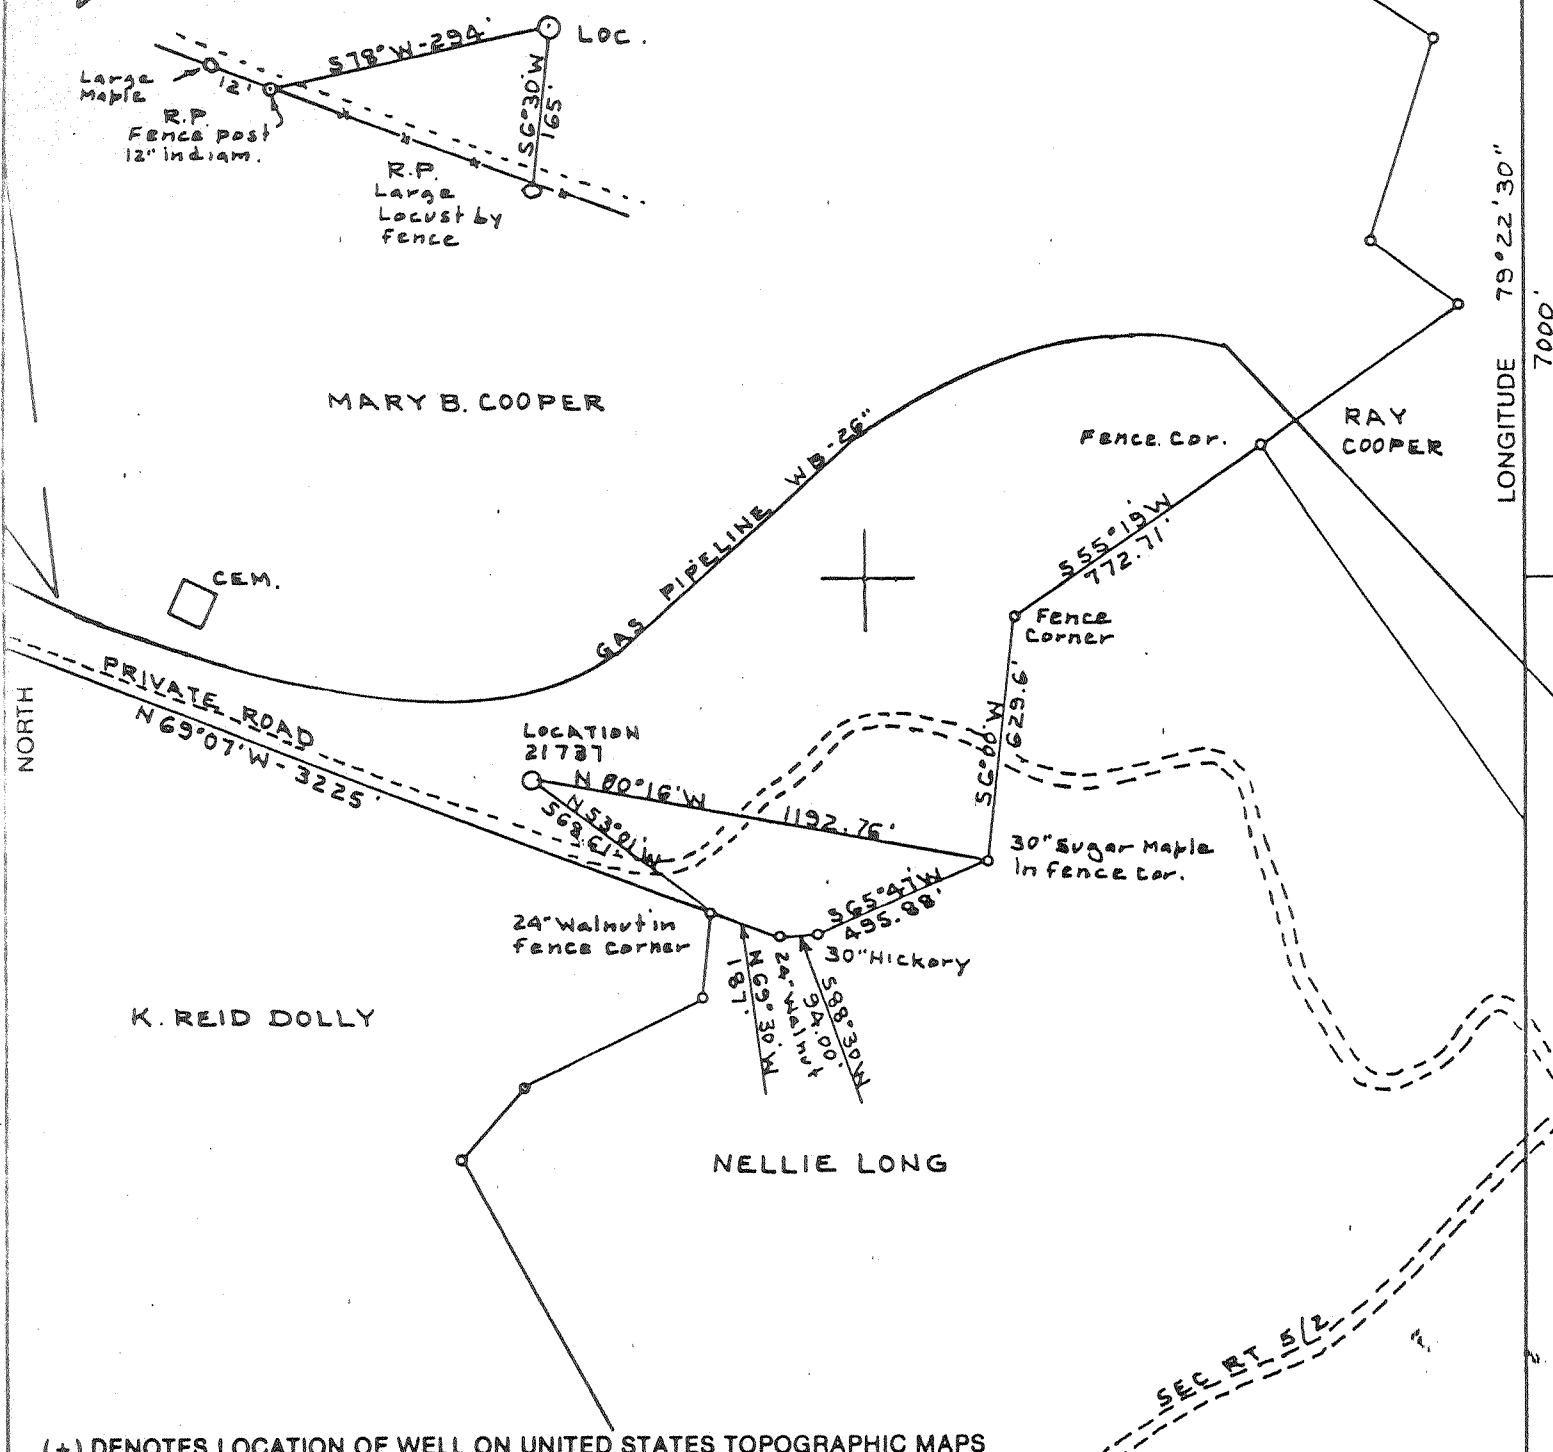 S78°W-294'
LOC.
Large
Maple
12'
R.P.
Fence post
12" in diam.
S6°30'W
165'
R.P.
Large
Locust by
fence
LONGITUDE 79°22'30"
7000'
MARY B. COOPER
GAS PIPELINE WB-26"
Fence Cor.
RAY
COOPER
S55°19'W
772.71'
CEM.
Fence
Corner
S6°00'W
629.6'
NORTH
PRIVATE ROAD
N69°07'W-3225'
LOCATION
21737
N80°16'W 1192.76'
N53°01'W
568.61'
30" Sugar Maple
in fence cor.
S65°47'W
495.88'
24" Walnut in
fence corner
30" Hickory
N69°30'W
187.'
24" Walnut
S88°30'W
94.00'
K. REID DOLLY
NELLIE LONG
SEC RT 5/2
(+) DENOTES LOCATION OF WELL ON UNITED STATES TOPOGRAPHIC MAPS